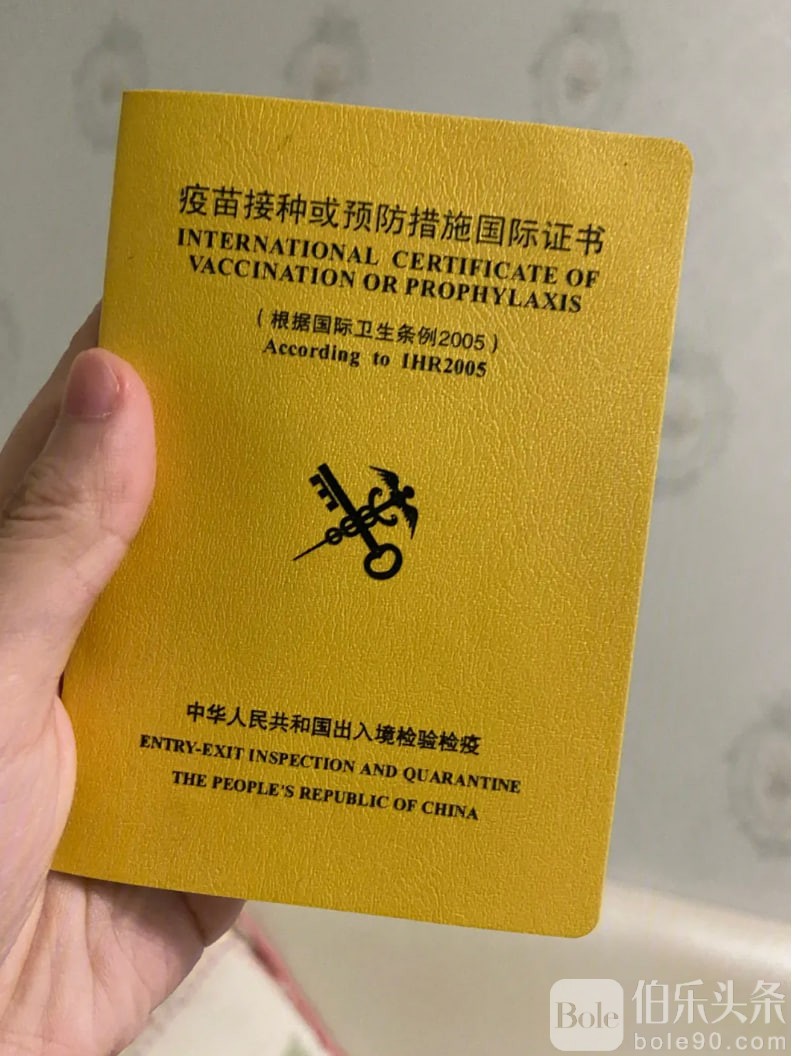 疫苗接种或预防措施国际证书
INTERNATIONAL CERTIFICATE OF
VACCINATION OR PROPHYLAXIS
（根据国际卫生条例2005）
According to IHR2005
中华人民共和国出入境检验检疫
ENTRY-EXIT INSPECTION AND QUARANTINE
THE PEOPLE'S REPUBLIC OF CHINA
Bole 伯乐头条
bole90.com